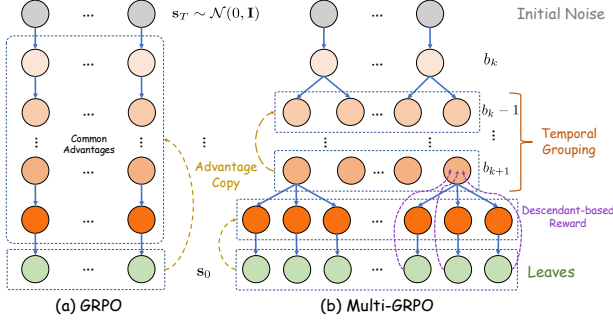 s_T ∼ N(0, I)
Initial Noise
...
...
b_k
...
...
b_k − 1
Common
Advantages
Temporal
Grouping
Advantage
Copy
b_{k+1}
...
...
Descendant-based
Reward
...
...
s_0
Leaves
(a) GRPO
(b) Multi-GRPO